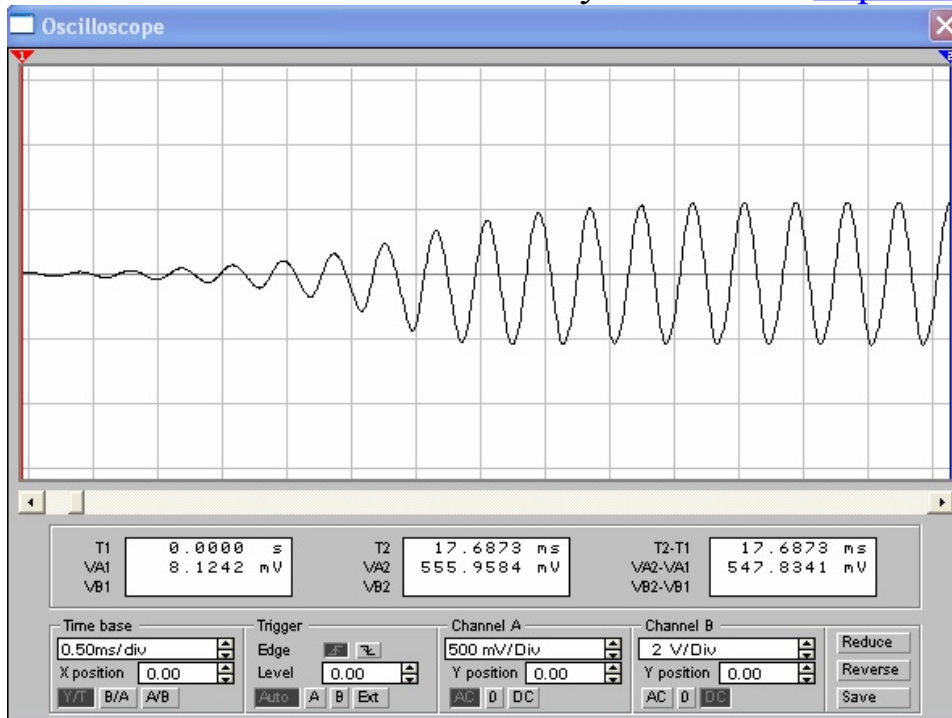 Oscilloscope
1
2
T1 0.0000 s
VA1 8.1242 mV
VB1
T2 17.6873 ms
VA2 555.9584 mV
VB2
T2-T1 17.6873 ms
VA2-VA1 547.8341 mV
VB2-VB1
Time base
0.50ms/div
X position 0.00
Y/T B/A A/B
Trigger
Edge
Level 0.00
Auto A B Ext
Channel A
500 mV/Div
Y position 0.00
AC 0 DC
Channel B
2 V/Div
Y position 0.00
AC 0 DC
Reduce
Reverse
Save